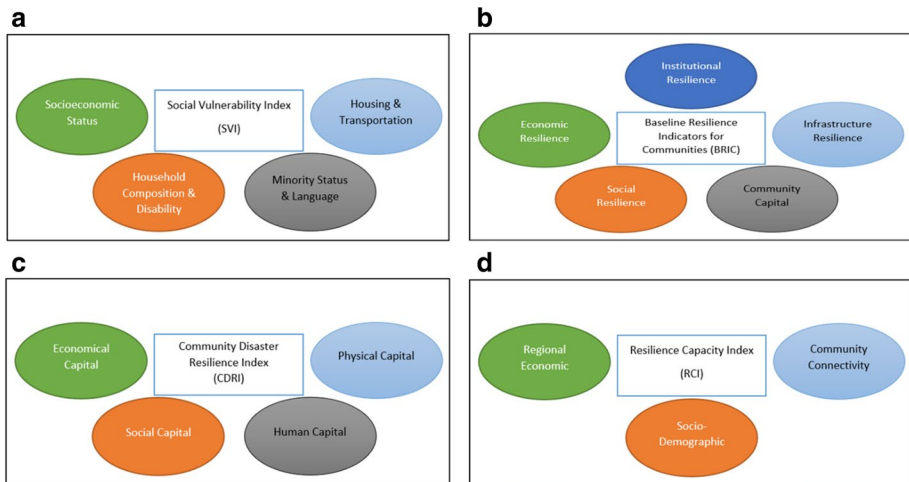 a
Socioeconomic
Status
Social Vulnerability Index
(SVI)
Housing &
Transportation
Household
Composition &
Disability
Minority Status
& Language
b
Institutional
Resilience
Economic
Resilience
Baseline Resilience
Indicators for
Communities (BRIC)
Infrastructure
Resilience
Social
Resilience
Community
Capital
c
Economical
Capital
Community Disaster
Resilience Index
(CDRI)
Physical Capital
Social Capital
Human Capital
d
Regional
Economic
Resilience Capacity Index
(RCI)
Community
Connectivity
Socio-
Demographic